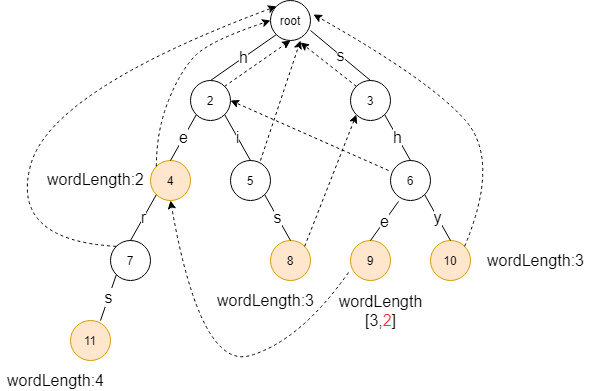 root
h
s
2
3
e
i
h
wordLength:2
4
5
6
r
s
e
y
7
8
9
10
wordLength:3
s
wordLength:3
wordLength
[3,2]
11
wordLength:4